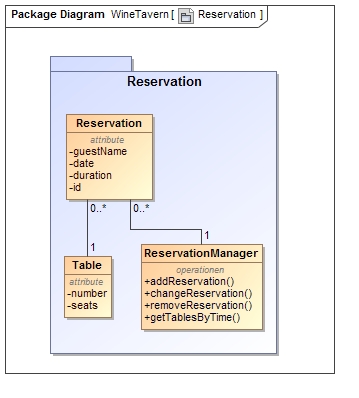 Package Diagram WineTavern [ Reservation ]
Reservation
Reservation
attribute
-guestName
-date
-duration
-id
0..* 0..*
1 1
Table
attribute
-number
-seats
ReservationManager
operationen
+addReservation()
+changeReservation()
+removeReservation()
+getTablesByTime()